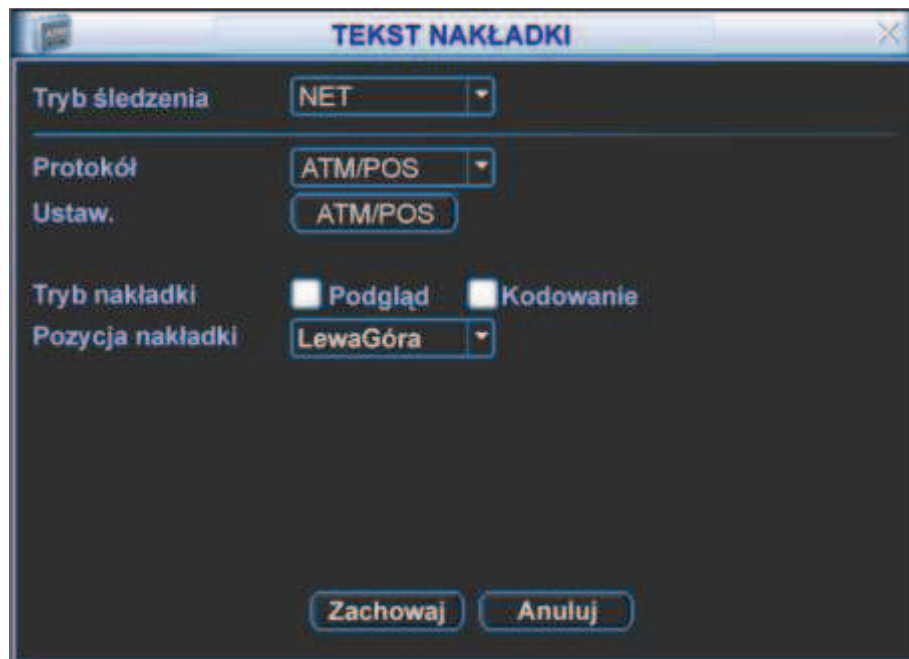 TEKST NAKŁADKI
Tryb śledzenia NET
Protokół ATM/POS
Ustaw. ATM/POS
Tryb nakładki Podgląd Kodowanie
Pozycja nakładki LewaGóra
Zachowaj Anuluj